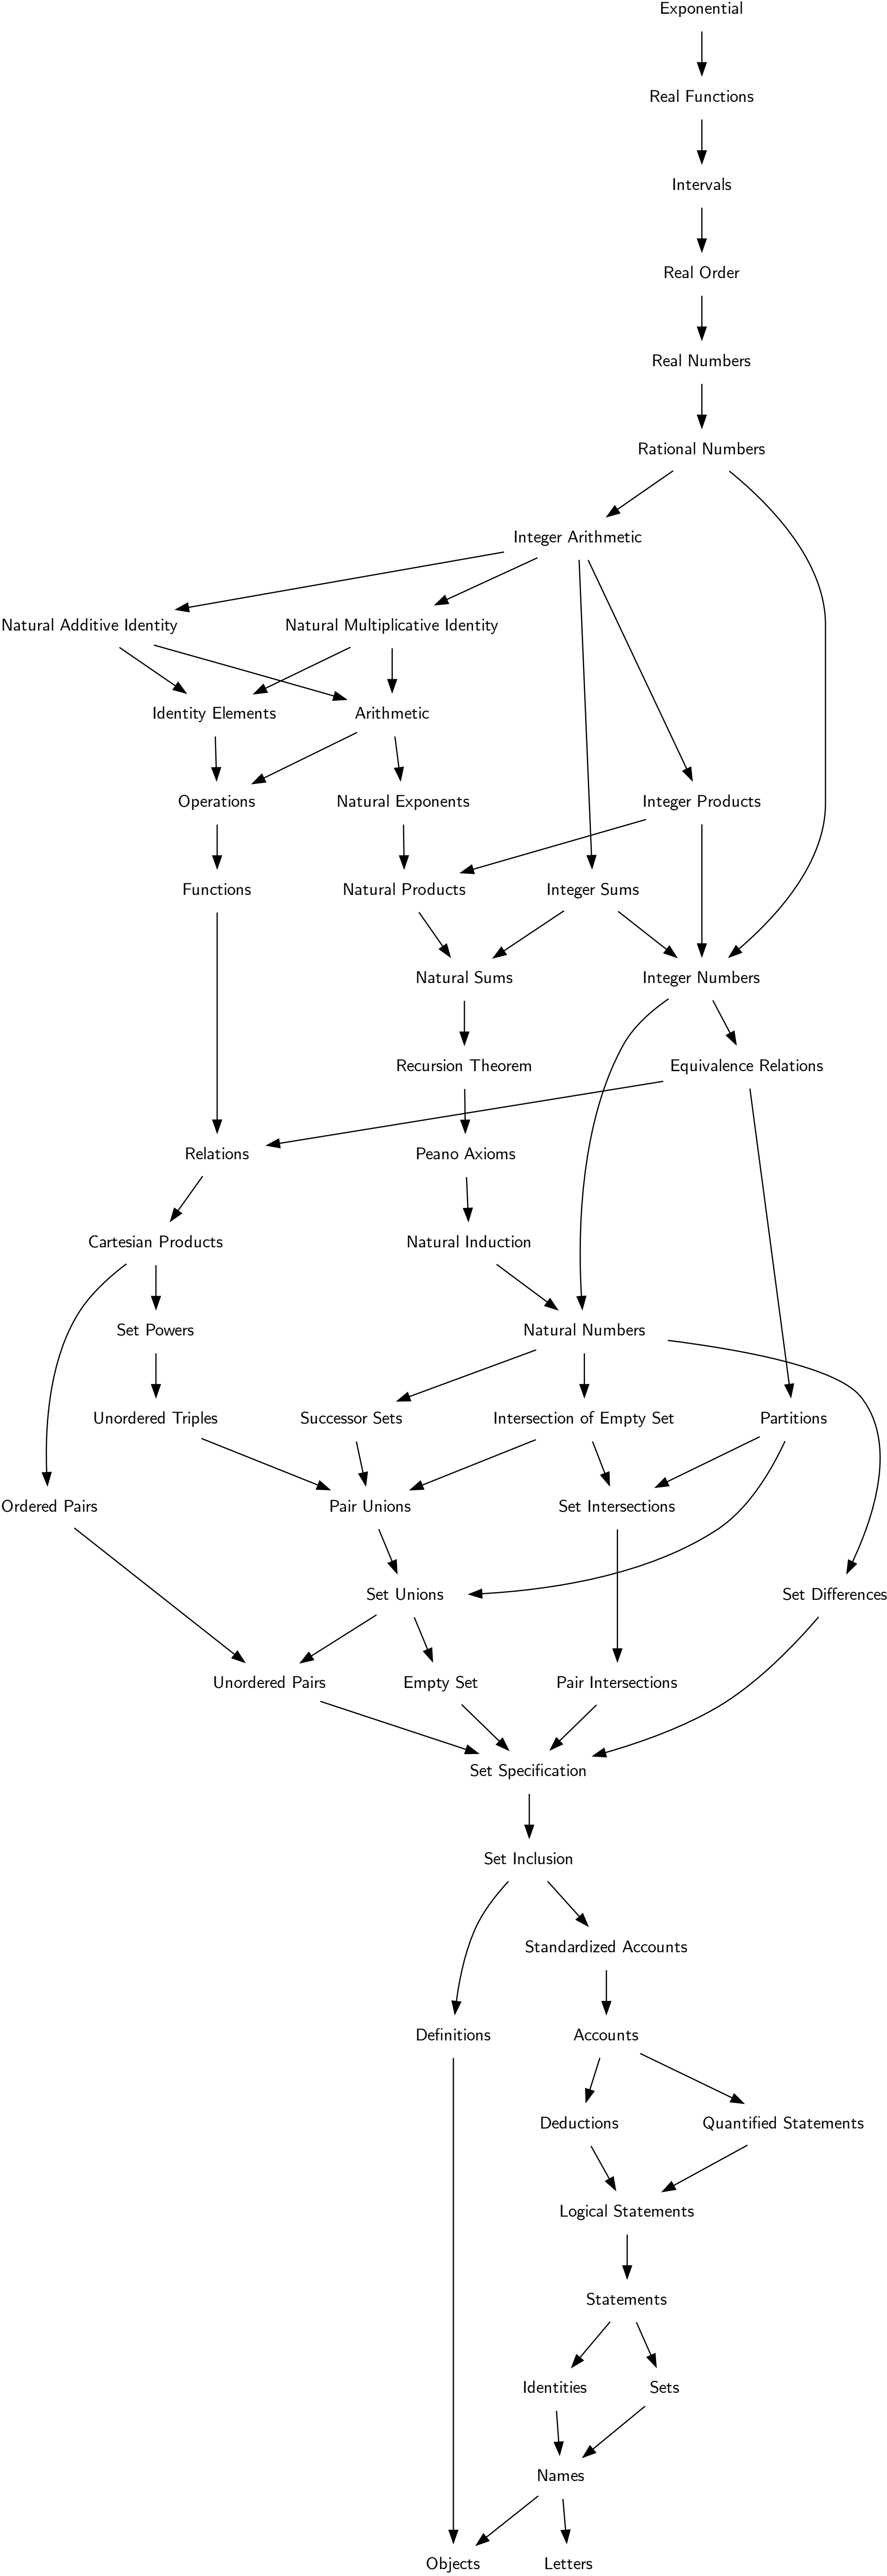 Exponential
Real Functions
Intervals
Real Order
Real Numbers
Rational Numbers
Integer Arithmetic
Natural Additive Identity
Natural Multiplicative Identity
Identity Elements
Arithmetic
Operations
Natural Exponents
Integer Products
Functions
Natural Products
Integer Sums
Natural Sums
Integer Numbers
Recursion Theorem
Equivalence Relations
Relations
Peano Axioms
Cartesian Products
Natural Induction
Set Powers
Natural Numbers
Unordered Triples
Successor Sets
Intersection of Empty Set
Partitions
Ordered Pairs
Pair Unions
Set Intersections
Set Unions
Set Differences
Unordered Pairs
Empty Set
Pair Intersections
Set Specification
Set Inclusion
Standardized Accounts
Definitions
Accounts
Deductions
Quantified Statements
Logical Statements
Statements
Identities
Sets
Names
Objects
Letters